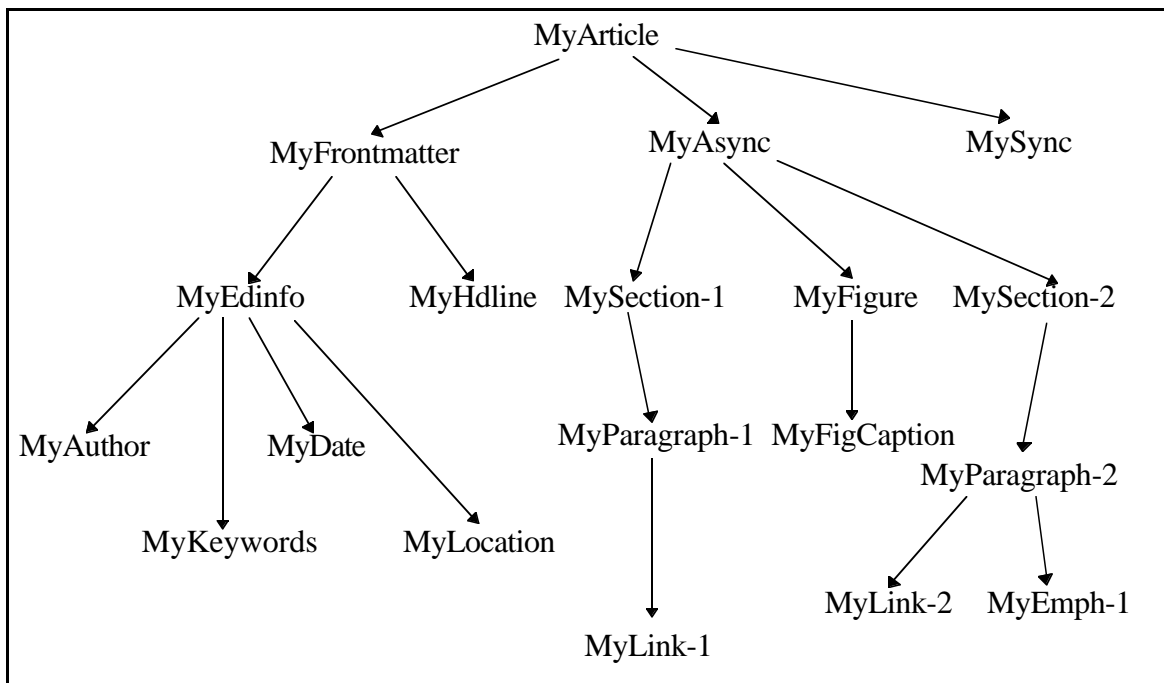 MyArticle
MyFrontmatter
MyAsync
MySync
MyEdinfo
MyHdline
MySection-1
MyFigure
MySection-2
MyAuthor
MyDate
MyParagraph-1
MyFigCaption
MyParagraph-2
MyKeywords
MyLocation
MyLink-2
MyEmph-1
MyLink-1